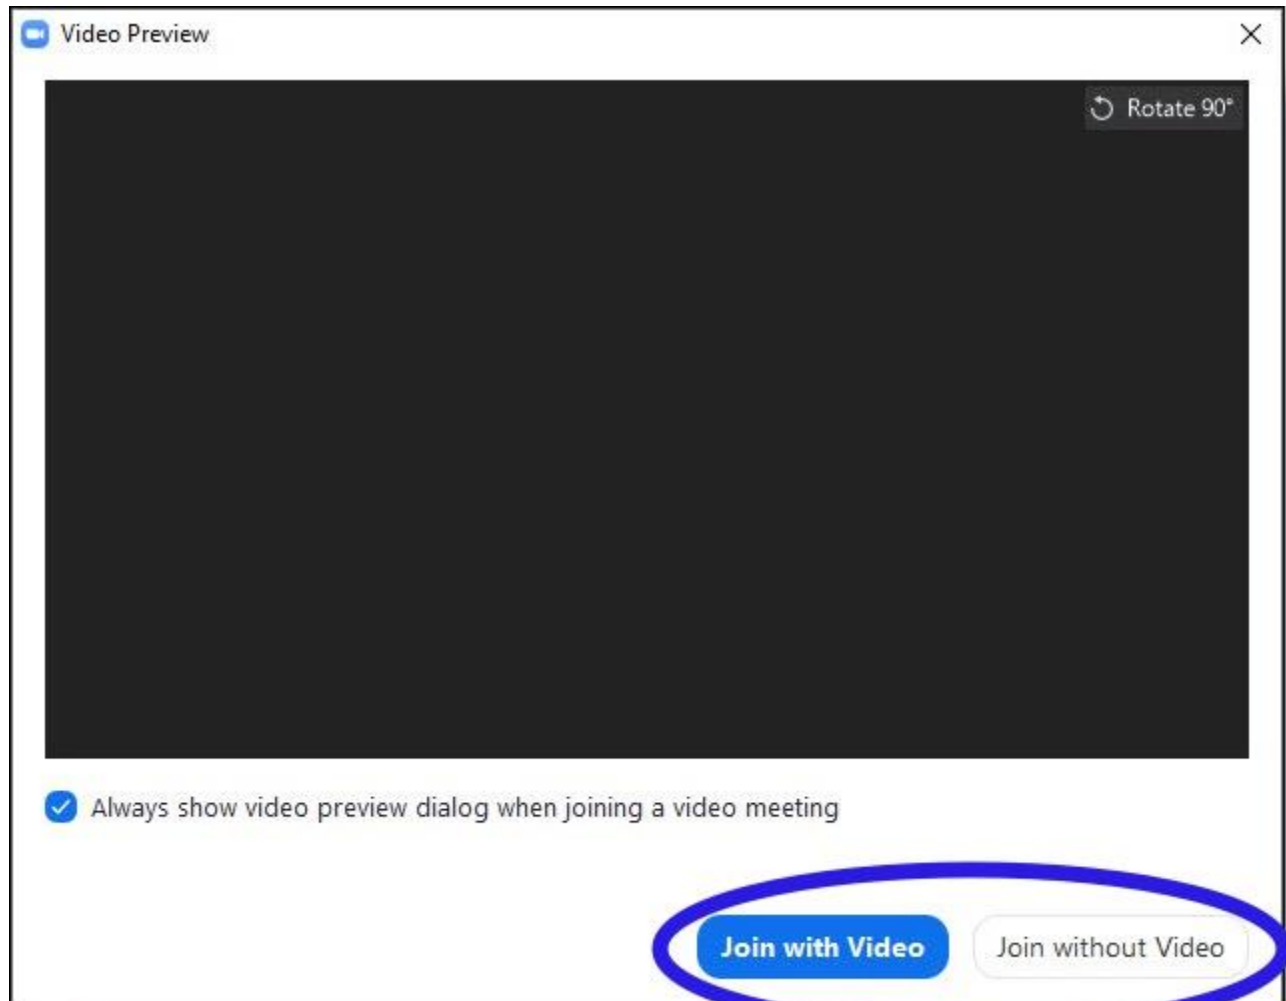 Video Preview
Rotate 90°
Always show video preview dialog when joining a video meeting
Join with Video
Join without Video